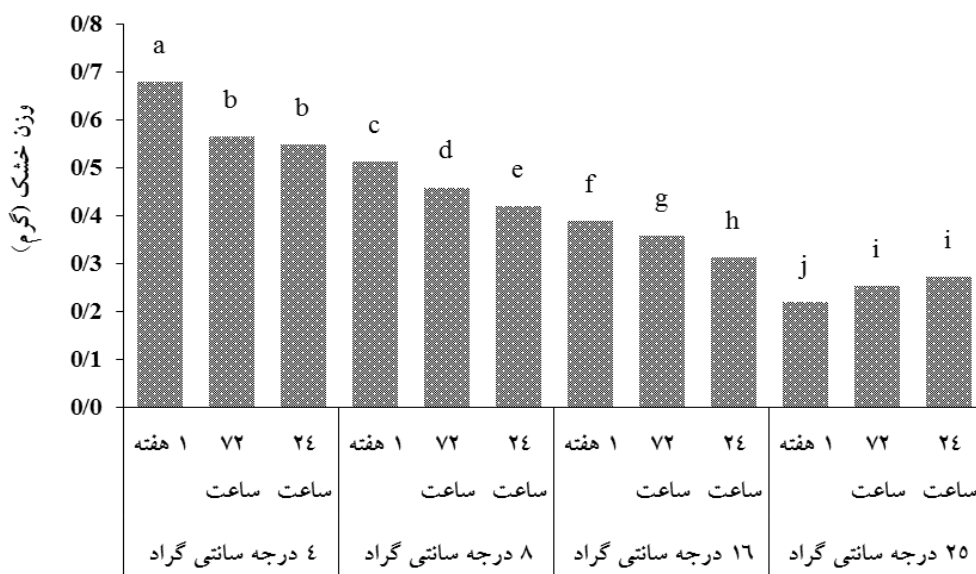 وزن خشک (گرم)
0/8
0/7
0/6
0/5
0/4
0/3
0/2
0/1
0/0
a
b
b
c
d
e
f
g
h
j
i
i
۱ هفته
۷۲ ساعت
۲٤ ساعت
۱ هفته
۷۲ ساعت
۲٤ ساعت
۱ هفته
۷۲ ساعت
۲٤ ساعت
۱ هفته
۷۲ ساعت
۲٤ ساعت
٤ درجه سانتی گراد
۸ درجه سانتی گراد
۱٦ درجه سانتی گراد
۲٥ درجه سانتی گراد